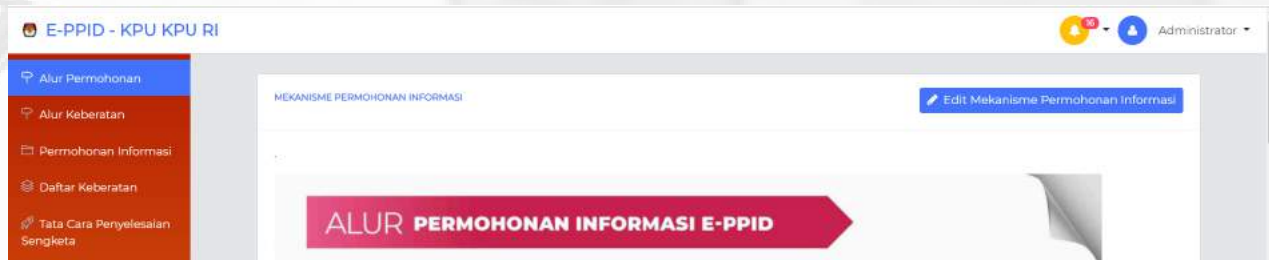 E-PPID - KPU KPU RI
16
Administrator
Alur Permohonan
Alur Keberatan
Permohonan Informasi
Daftar Keberatan
Tata Cara Penyelesaian
Sengketa
MEKANISME PERMOHONAN INFORMASI
Edit Mekanisme Permohonan Informasi
.
ALUR PERMOHONAN INFORMASI E-PPID